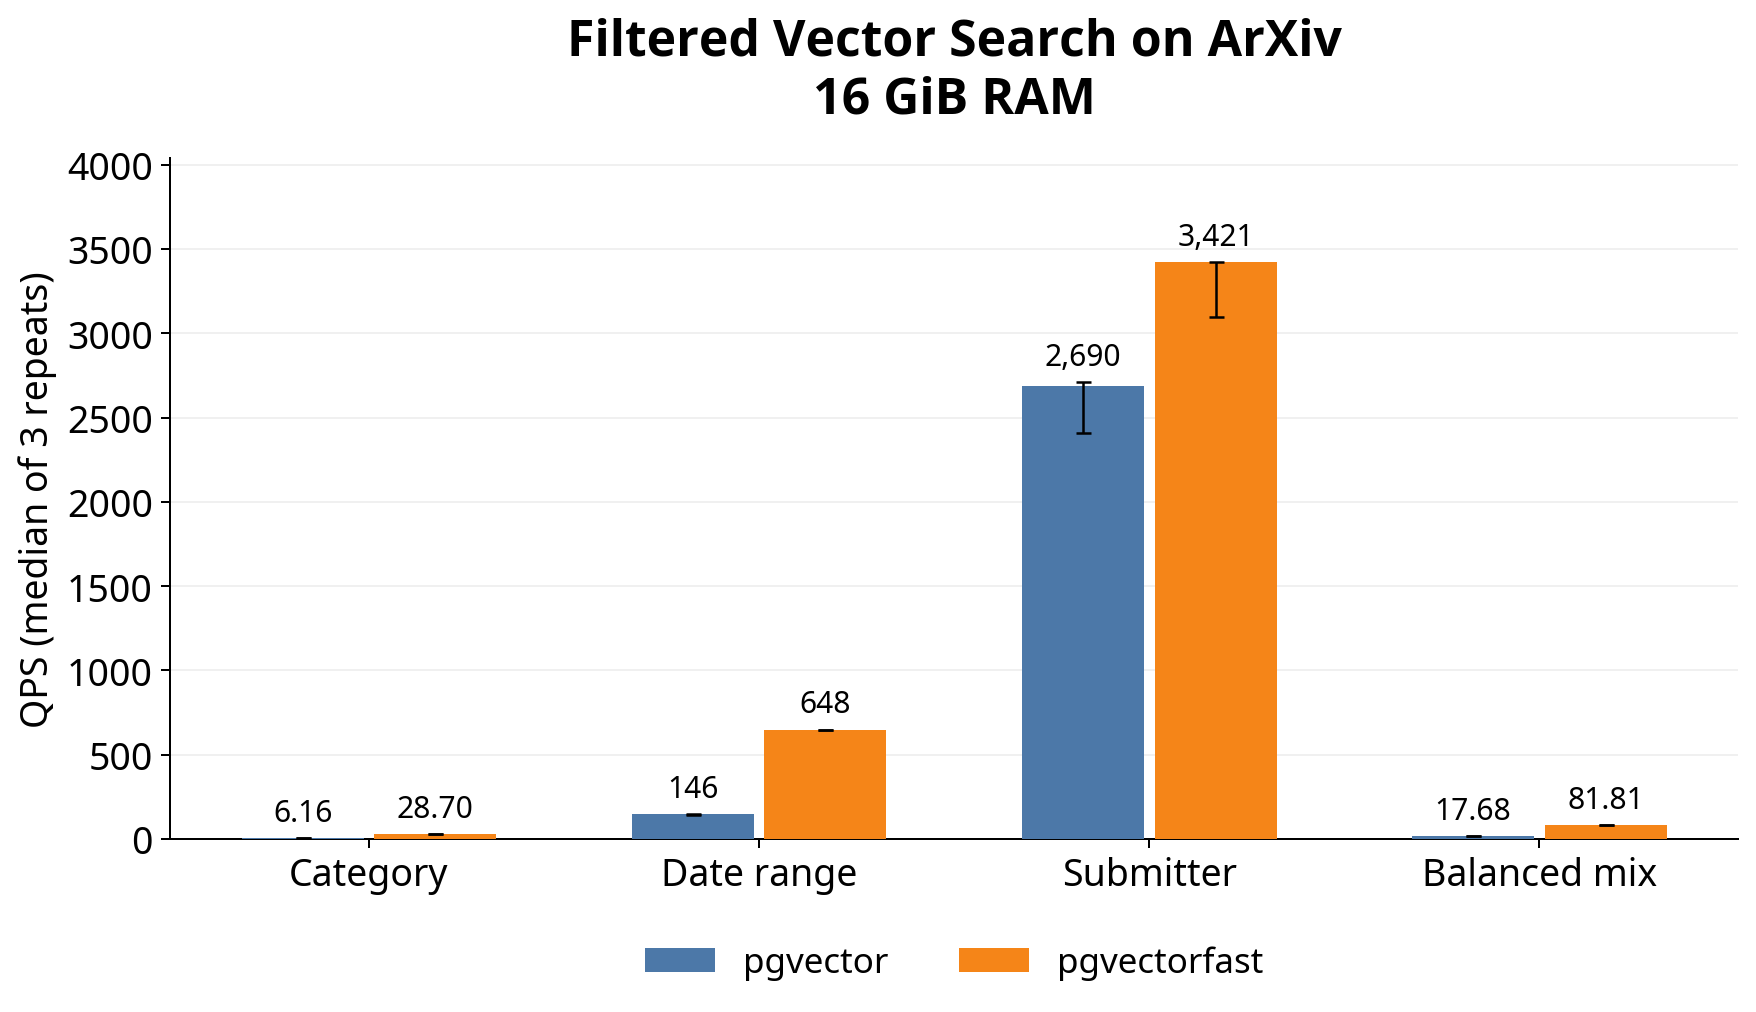 Filtered Vector Search on ArXiv
16 GiB RAM
QPS (median of 3 repeats)
4000
3500
3000
2500
2000
1500
1000
500
0
6.16
28.70
146
648
2,690
3,421
17.68
81.81
Category
Date range
Submitter
Balanced mix
pgvector
pgvectorfast